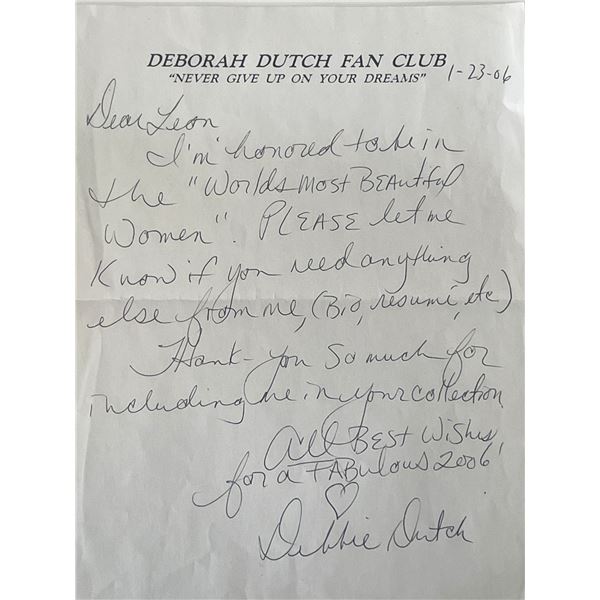 DEBORAH DUTCH FAN CLUB
"NEVER GIVE UP ON YOUR DREAMS"
1-23-06
Dear Leon
I'm honored to be in
the "Worlds most BEAutiful
Women". PLEASE let me
Know if you need anything
else from me, (Bio, resumé, etc)
Thank-you so much for
including me in your collection
All BEST Wishes
for a FABulous 2006!
Debbie Dutch